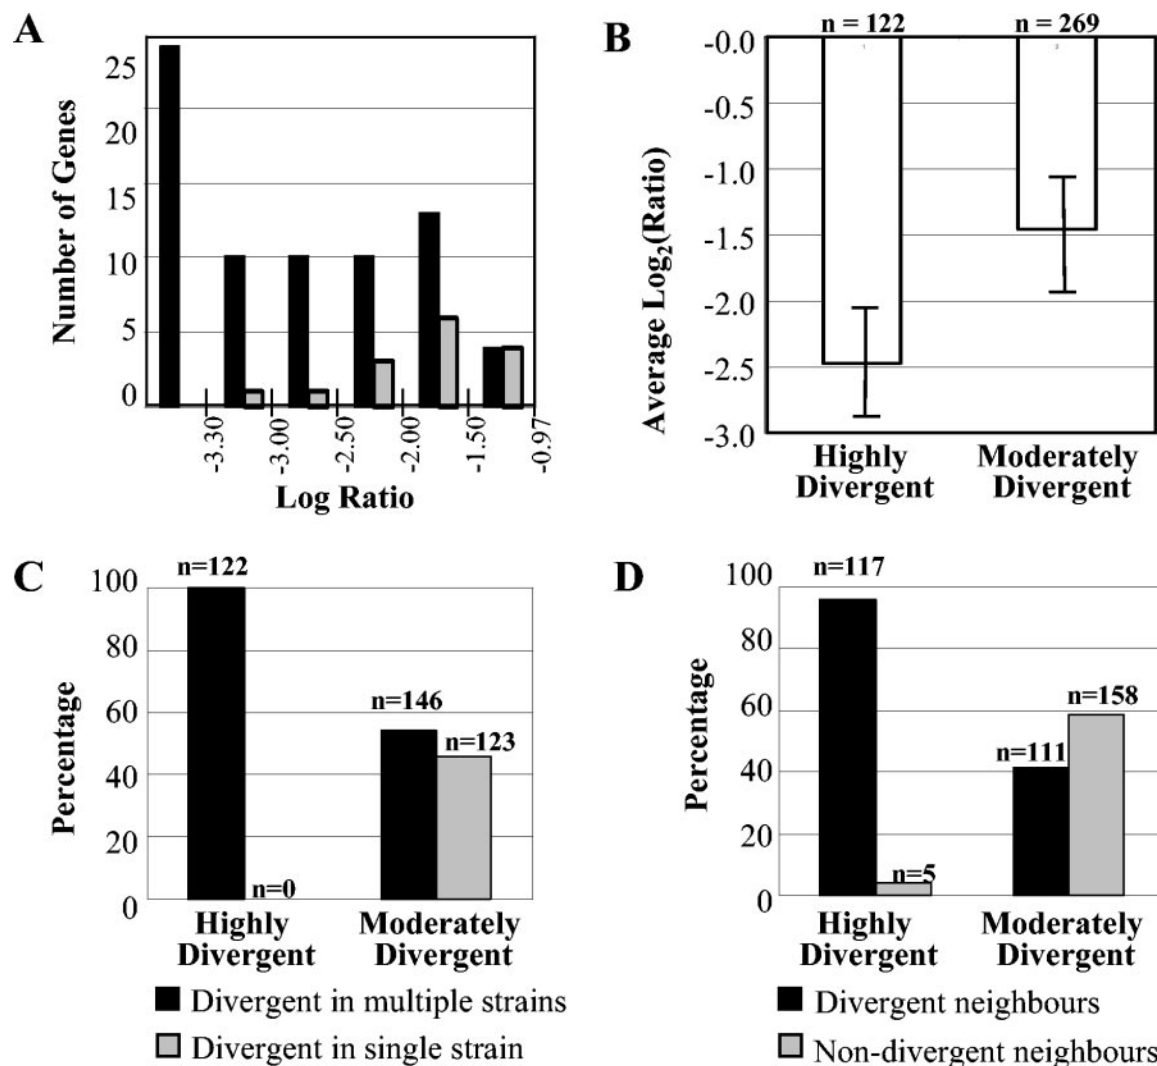 A
Number of Genes
25
20
15
10
5
0
-3.30
-3.00
-2.50
-2.00
-1.50
-0.97
Log Ratio
B
n = 122
n = 269
Average Log2(Ratio)
-0.0
-0.5
-1.0
-1.5
-2.0
-2.5
-3.0
Highly
Divergent
Moderately
Divergent
C
Percentage
100
80
60
40
20
0
n=122
n=0
n=146
n=123
Highly
Divergent
Moderately
Divergent
Divergent in multiple strains
Divergent in single strain
D
Percentage
100
80
60
40
20
0
n=117
n=5
n=111
n=158
Highly
Divergent
Moderately
Divergent
Divergent neighbours
Non-divergent neighbours